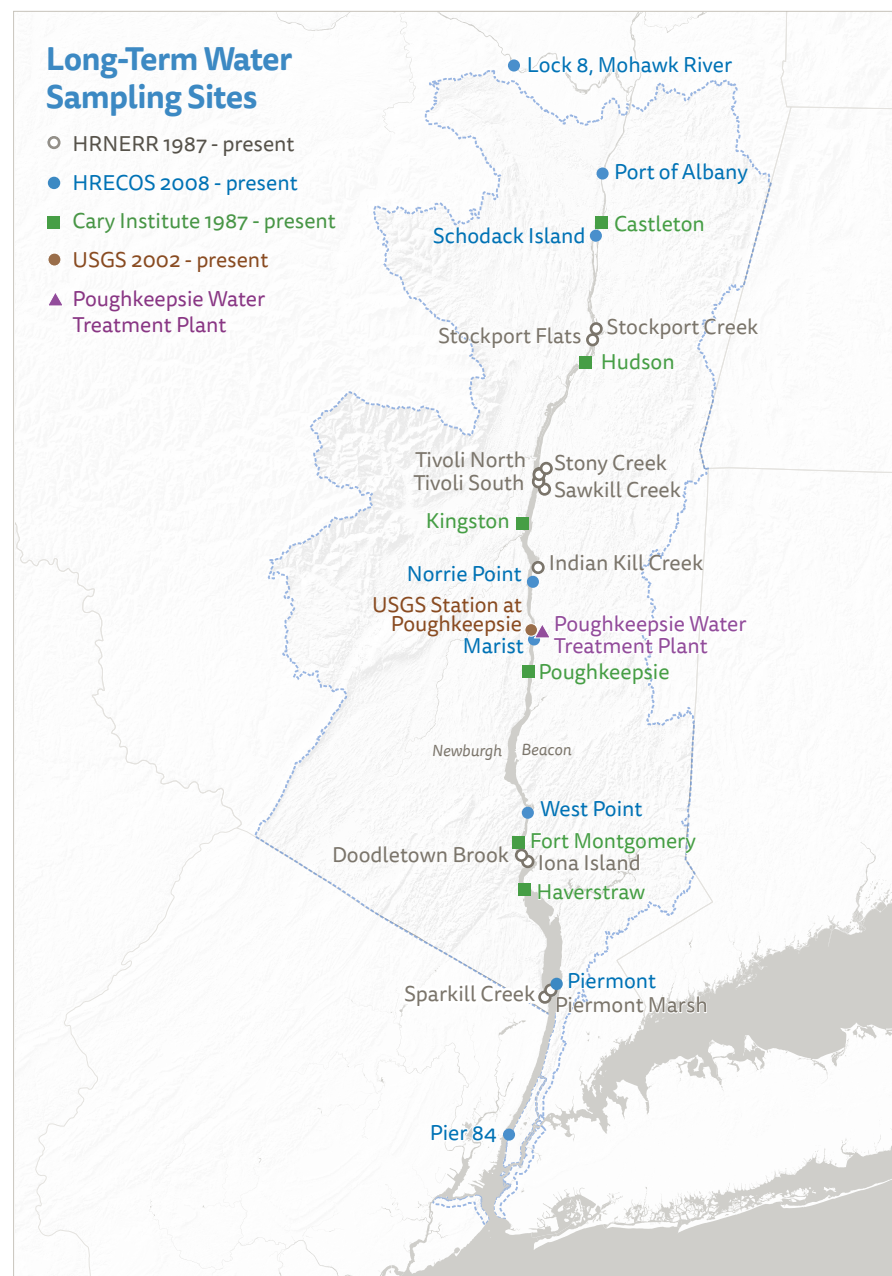 Long-Term Water
Sampling Sites
HRNERR 1987 - present
HRECOS 2008 - present
Cary Institute 1987 - present
USGS 2002 - present
Poughkeepsie Water
Treatment Plant
Lock 8, Mohawk River
Port of Albany
Castleton
Schodack Island
Stockport Creek
Stockport Flats
Hudson
Tivoli North
Stony Creek
Tivoli South
Sawkill Creek
Kingston
Indian Kill Creek
Norrie Point
USGS Station at
Poughkeepsie
Poughkeepsie Water
Treatment Plant
Marist
Poughkeepsie
Newburgh
Beacon
West Point
Fort Montgomery
Doodletown Brook
Iona Island
Haverstraw
Piermont
Sparkill Creek
Piermont Marsh
Pier 84